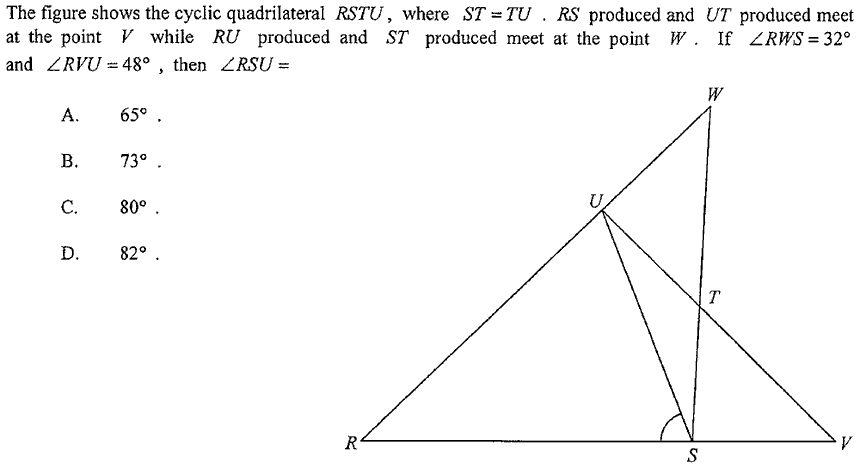 The figure shows the cyclic quadrilateral RSTU, where ST = TU . RS produced and UT produced meet
at the point V while RU produced and ST produced meet at the point W . If ∠RWS = 32°
and ∠RVU = 48° , then ∠RSU =
W
A. 65° .
B. 73° .
U
C. 80° .
D. 82° .
T
R
S
V